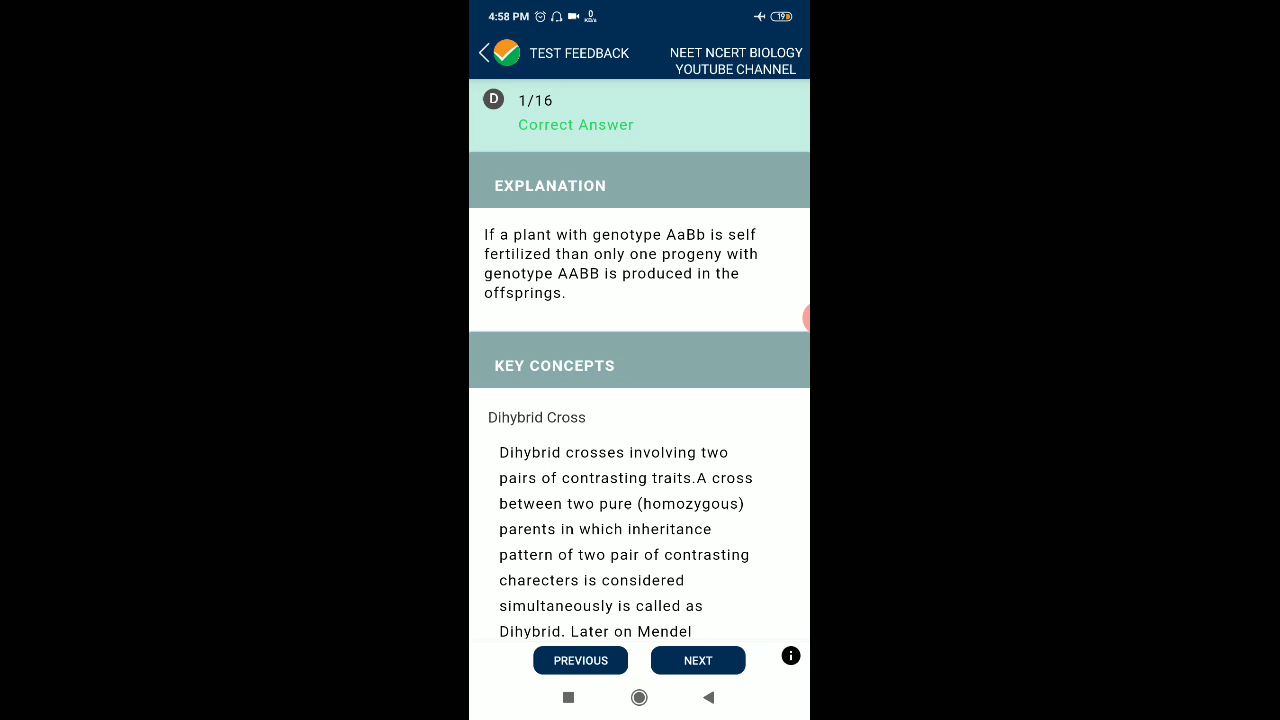 4:58 PM 0 KB/s 19
TEST FEEDBACK
NEET NCERT BIOLOGY
YOUTUBE CHANNEL
D 1/16
Correct Answer
EXPLANATION
If a plant with genotype AaBb is self
fertilized than only one progeny with
genotype AABB is produced in the
offsprings.
KEY CONCEPTS
Dihybrid Cross
Dihybrid crosses involving two
pairs of contrasting traits.A cross
between two pure (homozygous)
parents in which inheritance
pattern of two pair of contrasting
charecters is considered
simultaneously is called as
Dihybrid. Later on Mendel
PREVIOUS NEXT